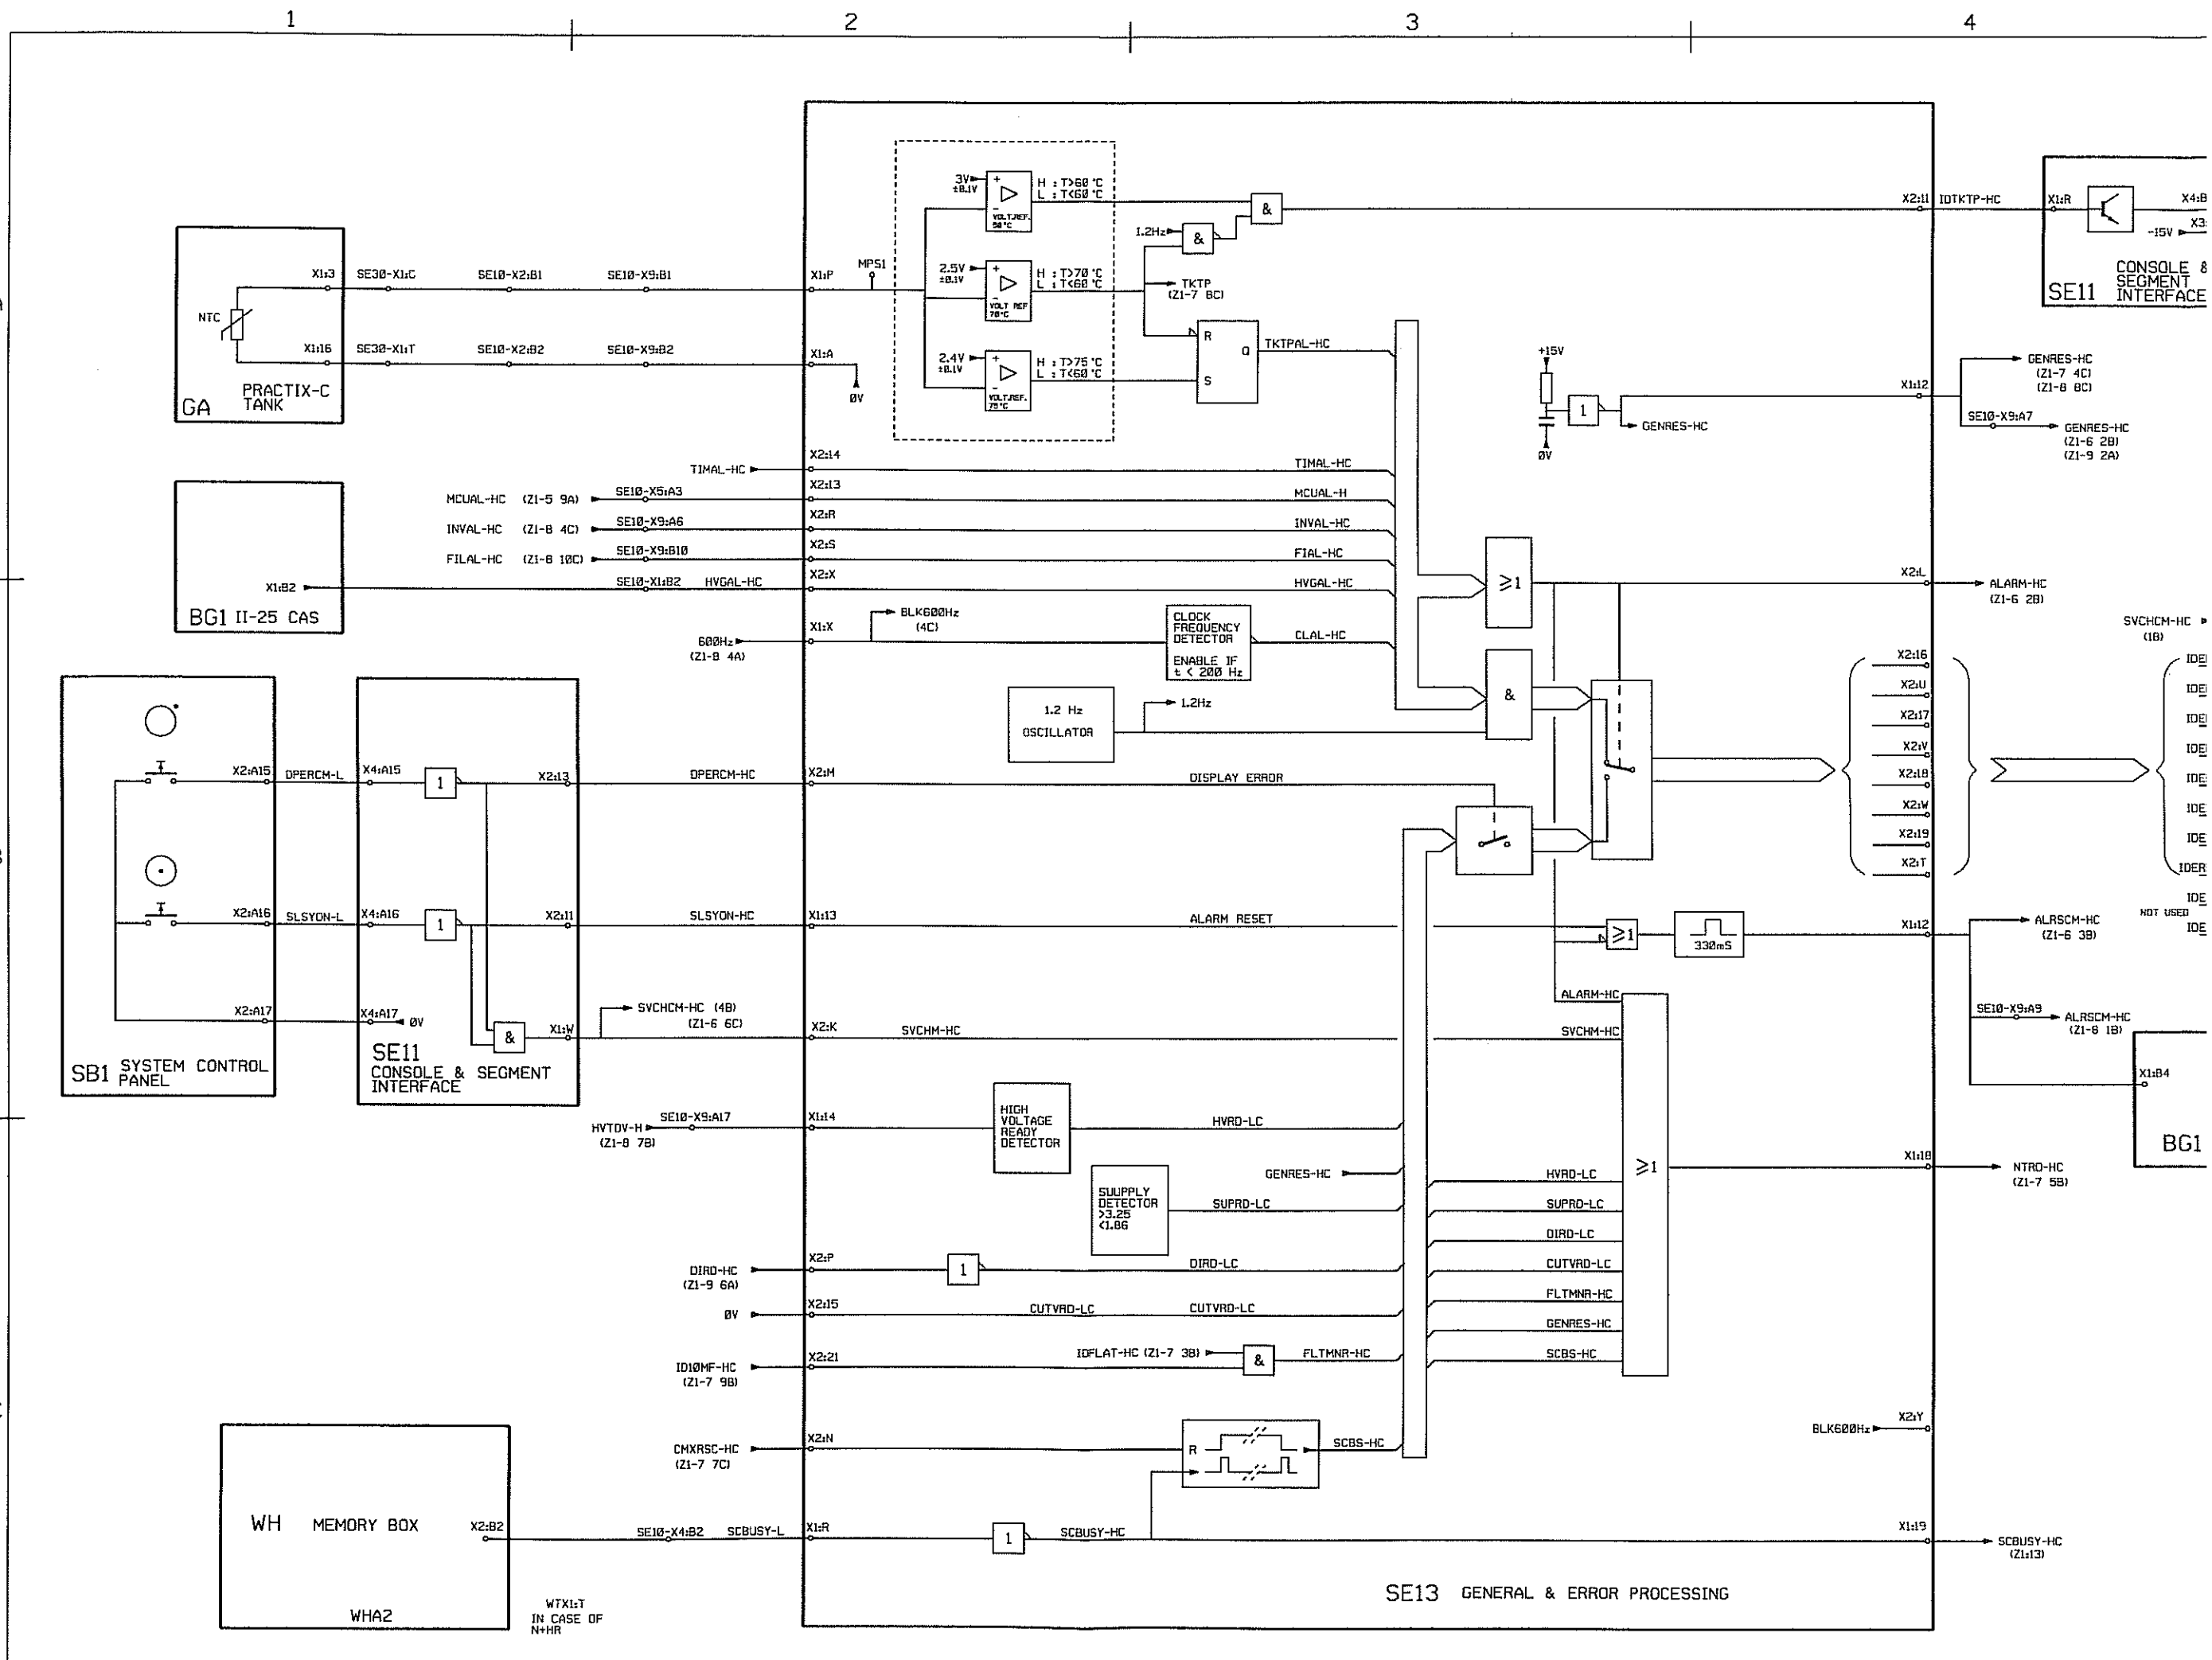 1
2
3
4
3V
±0.1V
+
−
VOLT.REF.
H : T>60 °C
L : T<60 °C
&
1.2Hz
&
X2:11
IDTKTP-HC
X1:R
-15V
CONSOLE &
SEGMENT
INTERFACE
SE11
X1:3
SE30-X1:C
SE10-X2:B1
SE10-X9:B1
X1:P
MPS1
2.5V
±0.1V
+
−
VOLT REF
70°C
H : T>70 °C
L : T<60 °C
TKTP
(Z1-7 8C)
NTC
X1:16
SE30-X1:T
SE10-X2:B2
SE10-X9:B2
X1:A
0V
2.4V
±0.1V
+
−
VOLT.REF.
75°C
H : T>75 °C
L : T<60 °C
R
S
Q
TKTPAL-HC
PRACTIX-C
TANK
GA
+15V
1
0V
GENRES-HC
X1:12
GENRES-HC
(Z1-7 4C)
(Z1-8 8C)
SE10-X9:A7
GENRES-HC
(Z1-6 2B)
(Z1-9 2A)
TIMAL-HC
X2:14
TIMAL-HC
MCUAL-HC (Z1-5 9A)
SE10-X5:A3
X2:13
MCUAL-H
INVAL-HC (Z1-8 4C)
SE10-X9:A6
X2:R
INVAL-HC
FILAL-HC (Z1-8 10C)
SE10-X9:B10
X2:S
FIAL-HC
X1:B2
SE10-X1:B2
HVGAL-HC
X2:X
HVGAL-HC
BG1 II-25 CAS
≥1
X2:L
ALARM-HC
(Z1-6 2B)
600Hz
(Z1-8 4A)
X1:X
BLK600Hz
(4C)
CLOCK
FREQUENCY
DETECTOR
ENABLE IF
t < 200 Hz
CLAL-HC
SVCHCM-HC
(1B)
1.2 Hz
OSCILLATOR
1.2Hz
&
X2:16
X2:U
X2:17
X2:V
X2:18
X2:W
X2:19
X2:T
NOT USED
X2:A15
DPERCM-L
X4:A15
1
X2:13
DPERCM-HC
X2:M
DISPLAY ERROR
X2:A16
SLSYON-L
X4:A16
1
X2:11
SLSYON-HC
X1:13
ALARM RESET
≥1
330mS
X1:12
ALRSCM-HC
(Z1-6 3B)
SE10-X9:A9
ALRSCM-HC
(Z1-8 1B)
X1:B4
BG1
X2:A17
X4:A17
0V
&
X1:W
SVCHCM-HC (4B)
(Z1-6 6C)
X2:K
SVCHM-HC
ALARM-HC
SVCHM-HC
SB1 SYSTEM CONTROL
PANEL
SE11
CONSOLE & SEGMENT
INTERFACE
HVTDV-H
(Z1-8 7B)
SE10-X9:A17
X1:14
HIGH
VOLTAGE
READY
DETECTOR
HVRD-LC
GENRES-HC
SUUPPLY
DETECTOR
>3.25
<1.86
SUPRD-LC
≥1
HVRD-LC
SUPRD-LC
DIRD-LC
CUTVRD-LC
FLTMNR-HC
GENRES-HC
SCBS-HC
X1:18
NTRD-HC
(Z1-7 5B)
DIRD-HC
(Z1-9 6A)
X2:P
1
DIRD-LC
0V
X2:15
CUTVRD-LC
CUTVRD-LC
ID10MF-HC
(Z1-7 9B)
X2:21
IDFLAT-HC (Z1-7 3B)
&
FLTMNR-HC
CMXRSC-HC
(Z1-7 7C)
X2:N
R
SCBS-HC
BLK600Hz
X2:Y
WH MEMORY BOX
X2:B2
SE10-X4:B2
SCBUSY-L
X1:R
1
SCBUSY-HC
X1:19
SCBUSY-HC
(Z1:13)
WHA2
WTX1:T
IN CASE OF
N+HR
SE13 GENERAL & ERROR PROCESSING